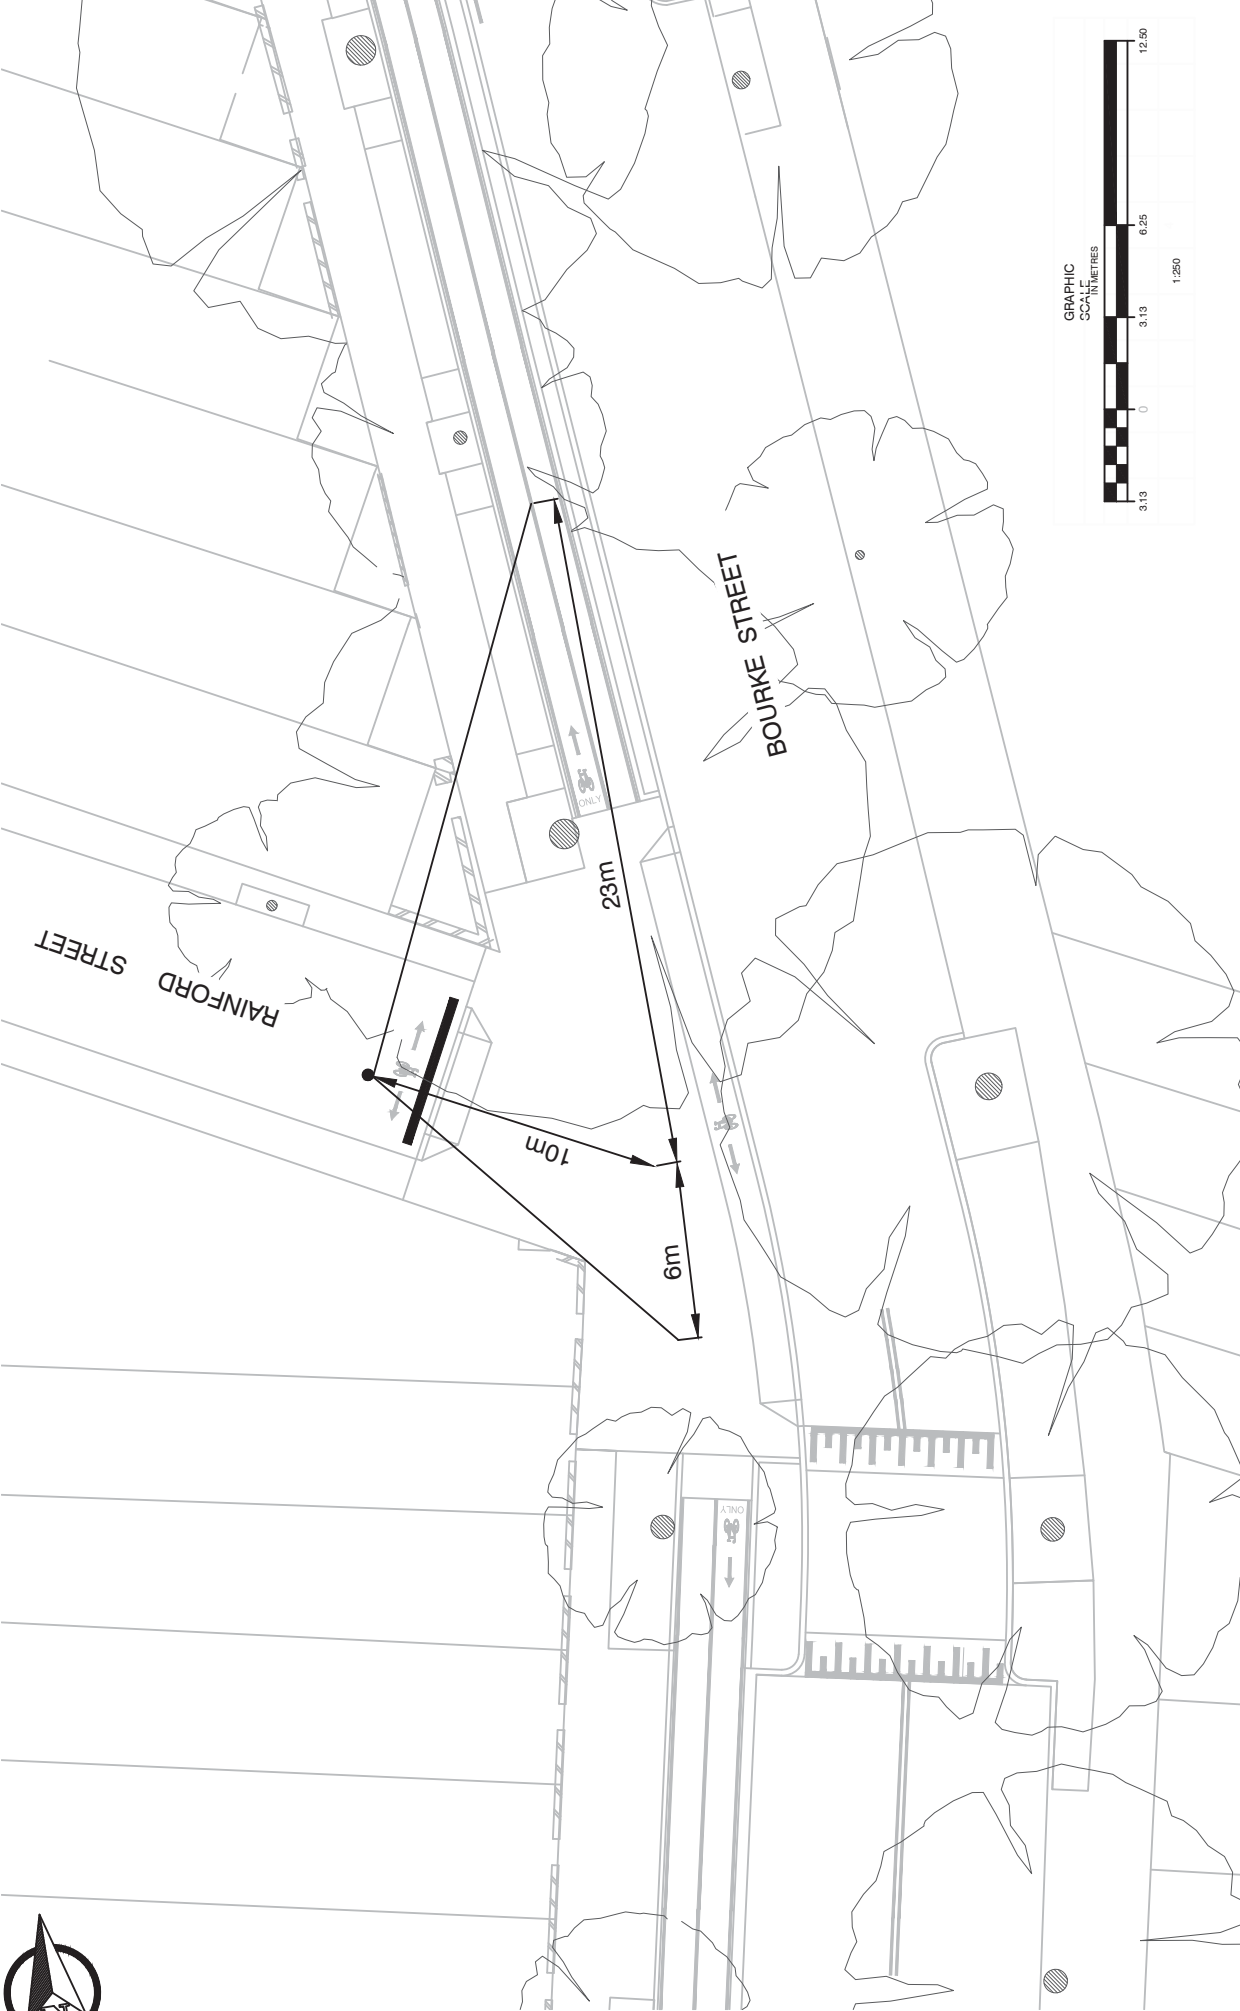 RAINFORD STREET
BOURKE STREET
23m
10m
6m
ONLY
ONLY
GRAPHIC
SCALE
IN METRES
3.13 0 3.13 6.25 12.50
1:250